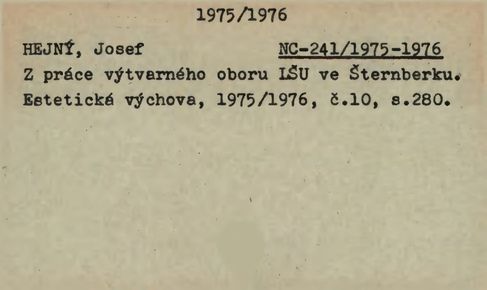 1975/1976
HEJNÝ, Josef NC-241/1975-1976
Z práce výtvarného oboru LŠU ve Šternberku.
Estetická výchova, 1975/1976, č.10, s.280.